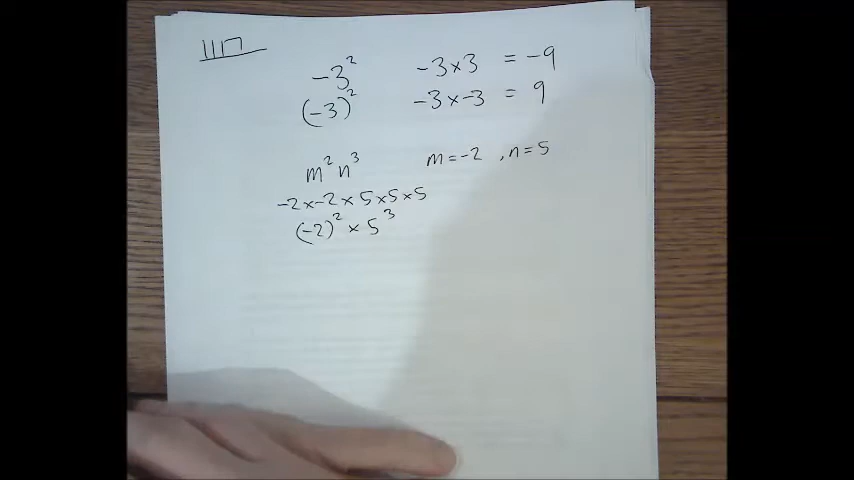 1117
-3² -3×3 = -9
(-3)² -3×-3 = 9
m²n³ m=-2 , n=5
-2×-2×5×5×5
(-2)²×5³